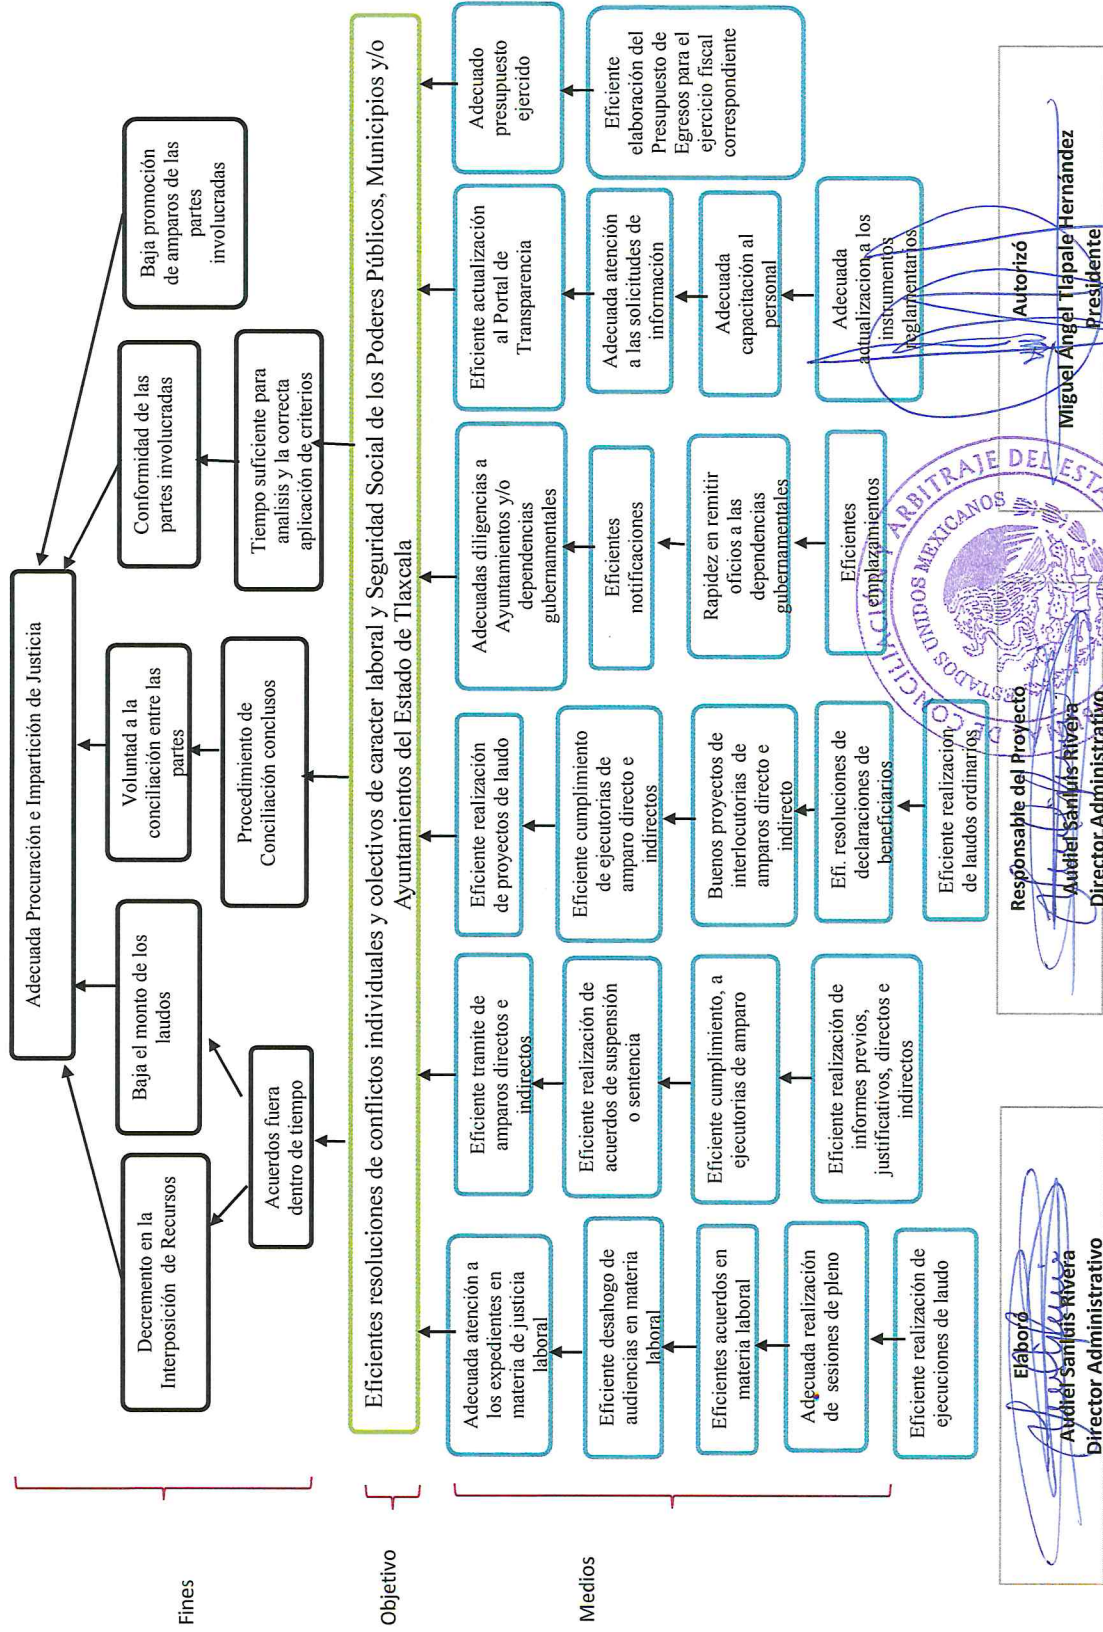 Fines
Adecuada Procuración e Impartición de Justicia
Decremento en la
Interposición de Recursos
Baja el monto de los
laudos
Voluntad a la
conciliación entre las
partes
Conformidad de las
partes involucradas
Baja promoción
de amparos de las
partes
involucradas
Acuerdos fuera
dentro de tiempo
Procedimiento de
Conciliación conclusos
Tiempo suficiente para
analisis y la correcta
aplicación de criterios
Objetivo
Eficientes resoluciones de conflictos individuales y colectivos de caracter laboral y Seguridad Social de los Poderes Públicos, Municipios y/o
Ayuntamientos del Estado de Tlaxcala
Medios
Adecuada atención a
los expedientes en
materia de justicia
laboral
Eficiente desahogo de
audiencias en materia
laboral
Eficientes acuerdos en
materia laboral
Adecuada realización
de sesiones de pleno
Eficiente realización de
ejecuciones de laudo
Eficiente tramite de
amparos directos e
indirectos
Eficiente realización de
acuerdos de suspensión
o sentencia
Eficiente cumplimiento, a
ejecutorias de amparo
Eficiente realización de
informes previos,
justificativos, directos e
indirectos
Eficiente realización
de proyectos de laudo
Eficiente cumplimiento
de ejecutorias de
amparo directo e
indirectos
Buenos proyectos de
interlocutorias de
amparos directo e
indirecto
Efi. resoluciones de
declaraciones de
beneficiarios
Eficiente realizacion
de laudos ordinarios
Adecuadas diligencias a
Ayuntamientos y/o
dependencias
gubernamentales
Eficientes
notificaciones
Rapidez en remitir
oficios a las
dependencias
gubernamentales
Eficientes
emplazamientos
Eficiente actualización
al Portal de
Transparencia
Adecuada atención
a las solicitudes de
información
Adecuada
capacitación al
personal
Adecuada
actualización a los
instrumentos
reglamentarios
Adecuado
presupuesto
ejercido
Eficiente
elaboración del
Presupuesto de
Egresos para el
ejercicio fiscal
correspondiente
Elaboró
Audiel Sanluis Rivera
Director Administrativo
Responsable del Proyecto
Audiel Sanluis Rivera
Director Administrativo
Autorizó
Miguel Ángel Tlapale Hernández
Presidente
DE CONCILIACIÓN Y ARBITRAJE DEL ESTA
ESTADOS UNIDOS MEXICANOS